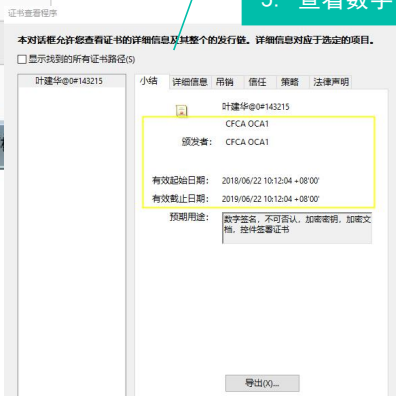 5. 查看数字
证书查看程序
本对话框允许您查看证书的详细信息及其整个的发行链。详细信息对应于选定的项目。
显示找到的所有证书路径(S)
叶建华@0#143215
小结 详细信息 吊销 信任 策略 法律声明
叶建华@0#143215
CFCA OCA1
颁发者: CFCA OCA1
有效起始日期: 2018/06/22 10:12:04 +08'00'
有效截止日期: 2019/06/22 10:12:04 +08'00'
预期用途: 数字签名，不可否认，加密密钥，加密文
档，控件签署证书
导出(X)...